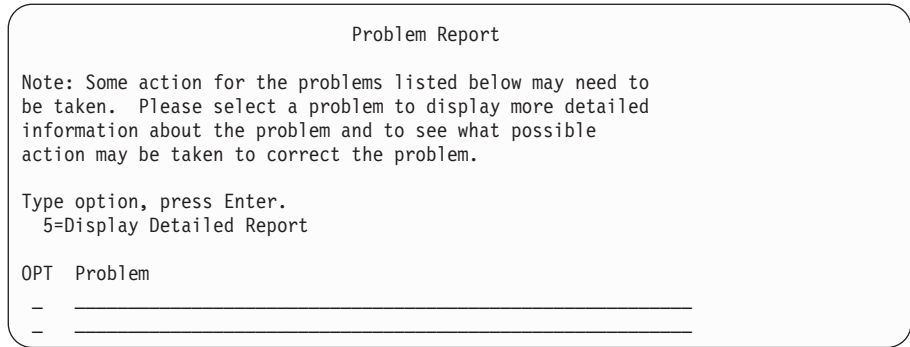 Problem Report
Note: Some action for the problems listed below may need to
be taken.  Please select a problem to display more detailed
information about the problem and to see what possible
action may be taken to correct the problem.
Type option, press Enter.
5=Display Detailed Report
OPT  Problem
_  __________________________________________________________
_  __________________________________________________________